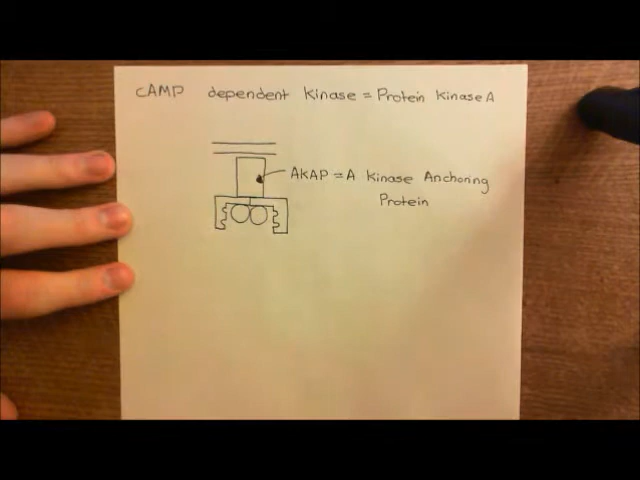 cAMP dependent Kinase = Protein Kinase A
AKAP = A Kinase Anchoring
Protein